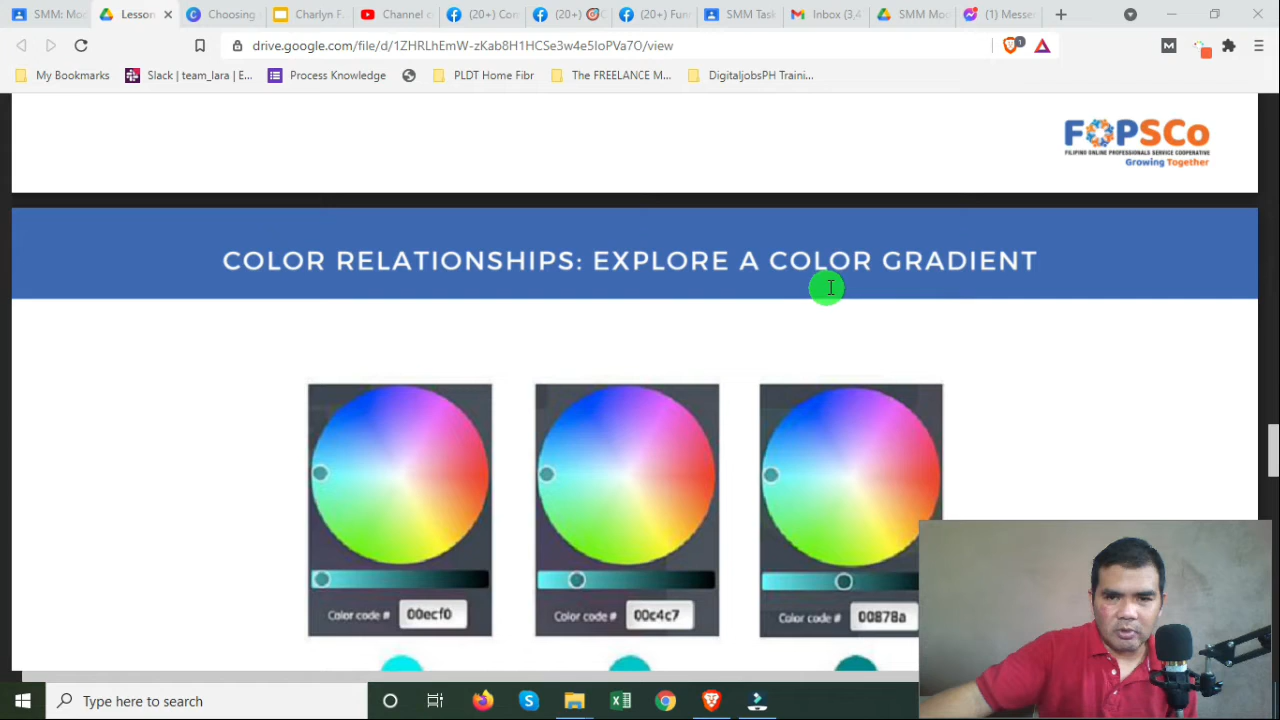 SMM: Mo
Lesson
Choosing
Charlyn F.
Channel c
(20+) Con
(20+)
(20+) Fun
SMM Task
Inbox (3,4
SMM Mod
(1) Messe
drive.google.com/file/d/1ZHRLhEmW-zKab8H1HCSe3w4e5IoPVa7O/view
1
M
My Bookmarks
Slack | team_lara | E...
Process Knowledge
PLDT Home Fibr
The FREELANCE M...
DigitaljobsPH Traini...
FOPSCo
FILIPINO ONLINE PROFESSIONALS SERVICE COOPERATIVE
Growing Together
COLOR RELATIONSHIPS: EXPLORE A COLOR GRADIENT
Color code # 00ecf0
Color code # 00c4c7
Color code # 00878a
Type here to search